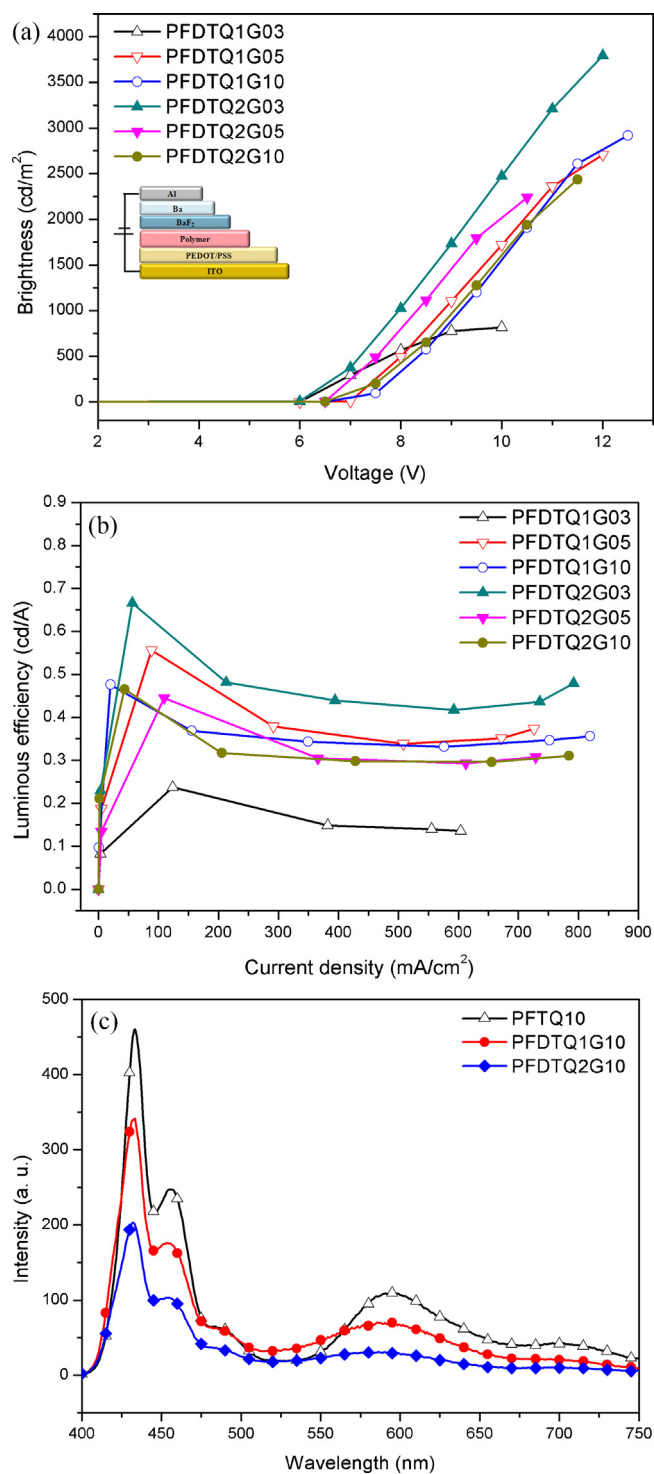 (a)
PFDTQ1G03
PFDTQ1G05
PFDTQ1G10
PFDTQ2G03
PFDTQ2G05
PFDTQ2G10
4000
3500
3000
2500
2000
1500
1000
500
0
Brightness (cd/m²)
Al
Ba
BaF₂
Polymer
PEDOT/PSS
ITO
2 4 6 8 10 12
Voltage (V)
(b)
PFDTQ1G03
PFDTQ1G05
PFDTQ1G10
PFDTQ2G03
PFDTQ2G05
PFDTQ2G10
0.9
0.8
0.7
0.6
0.5
0.4
0.3
0.2
0.1
0.0
Luminous efficiency (cd/A)
0 100 200 300 400 500 600 700 800 900
Current density (mA/cm²)
(c)
PFTQ10
PFDTQ1G10
PFDTQ2G10
500
400
300
200
100
0
Intensity (a. u.)
400 450 500 550 600 650 700 750
Wavelength (nm)